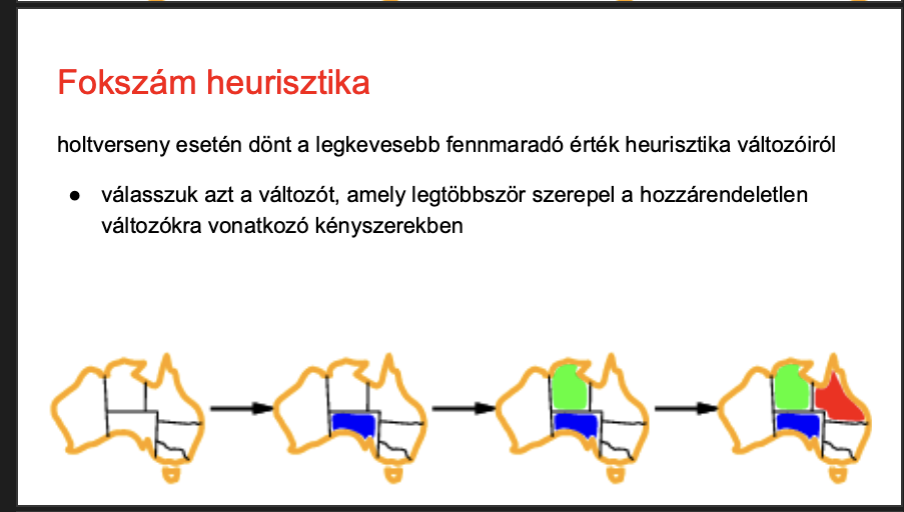 Fokszám heurisztika
holtverseny esetén dönt a legkevesebb fennmaradó érték heurisztika változóiról
● válasszuk azt a változót, amely legtöbbször szerepel a hozzárendeletlen
változókra vonatkozó kényszerekben